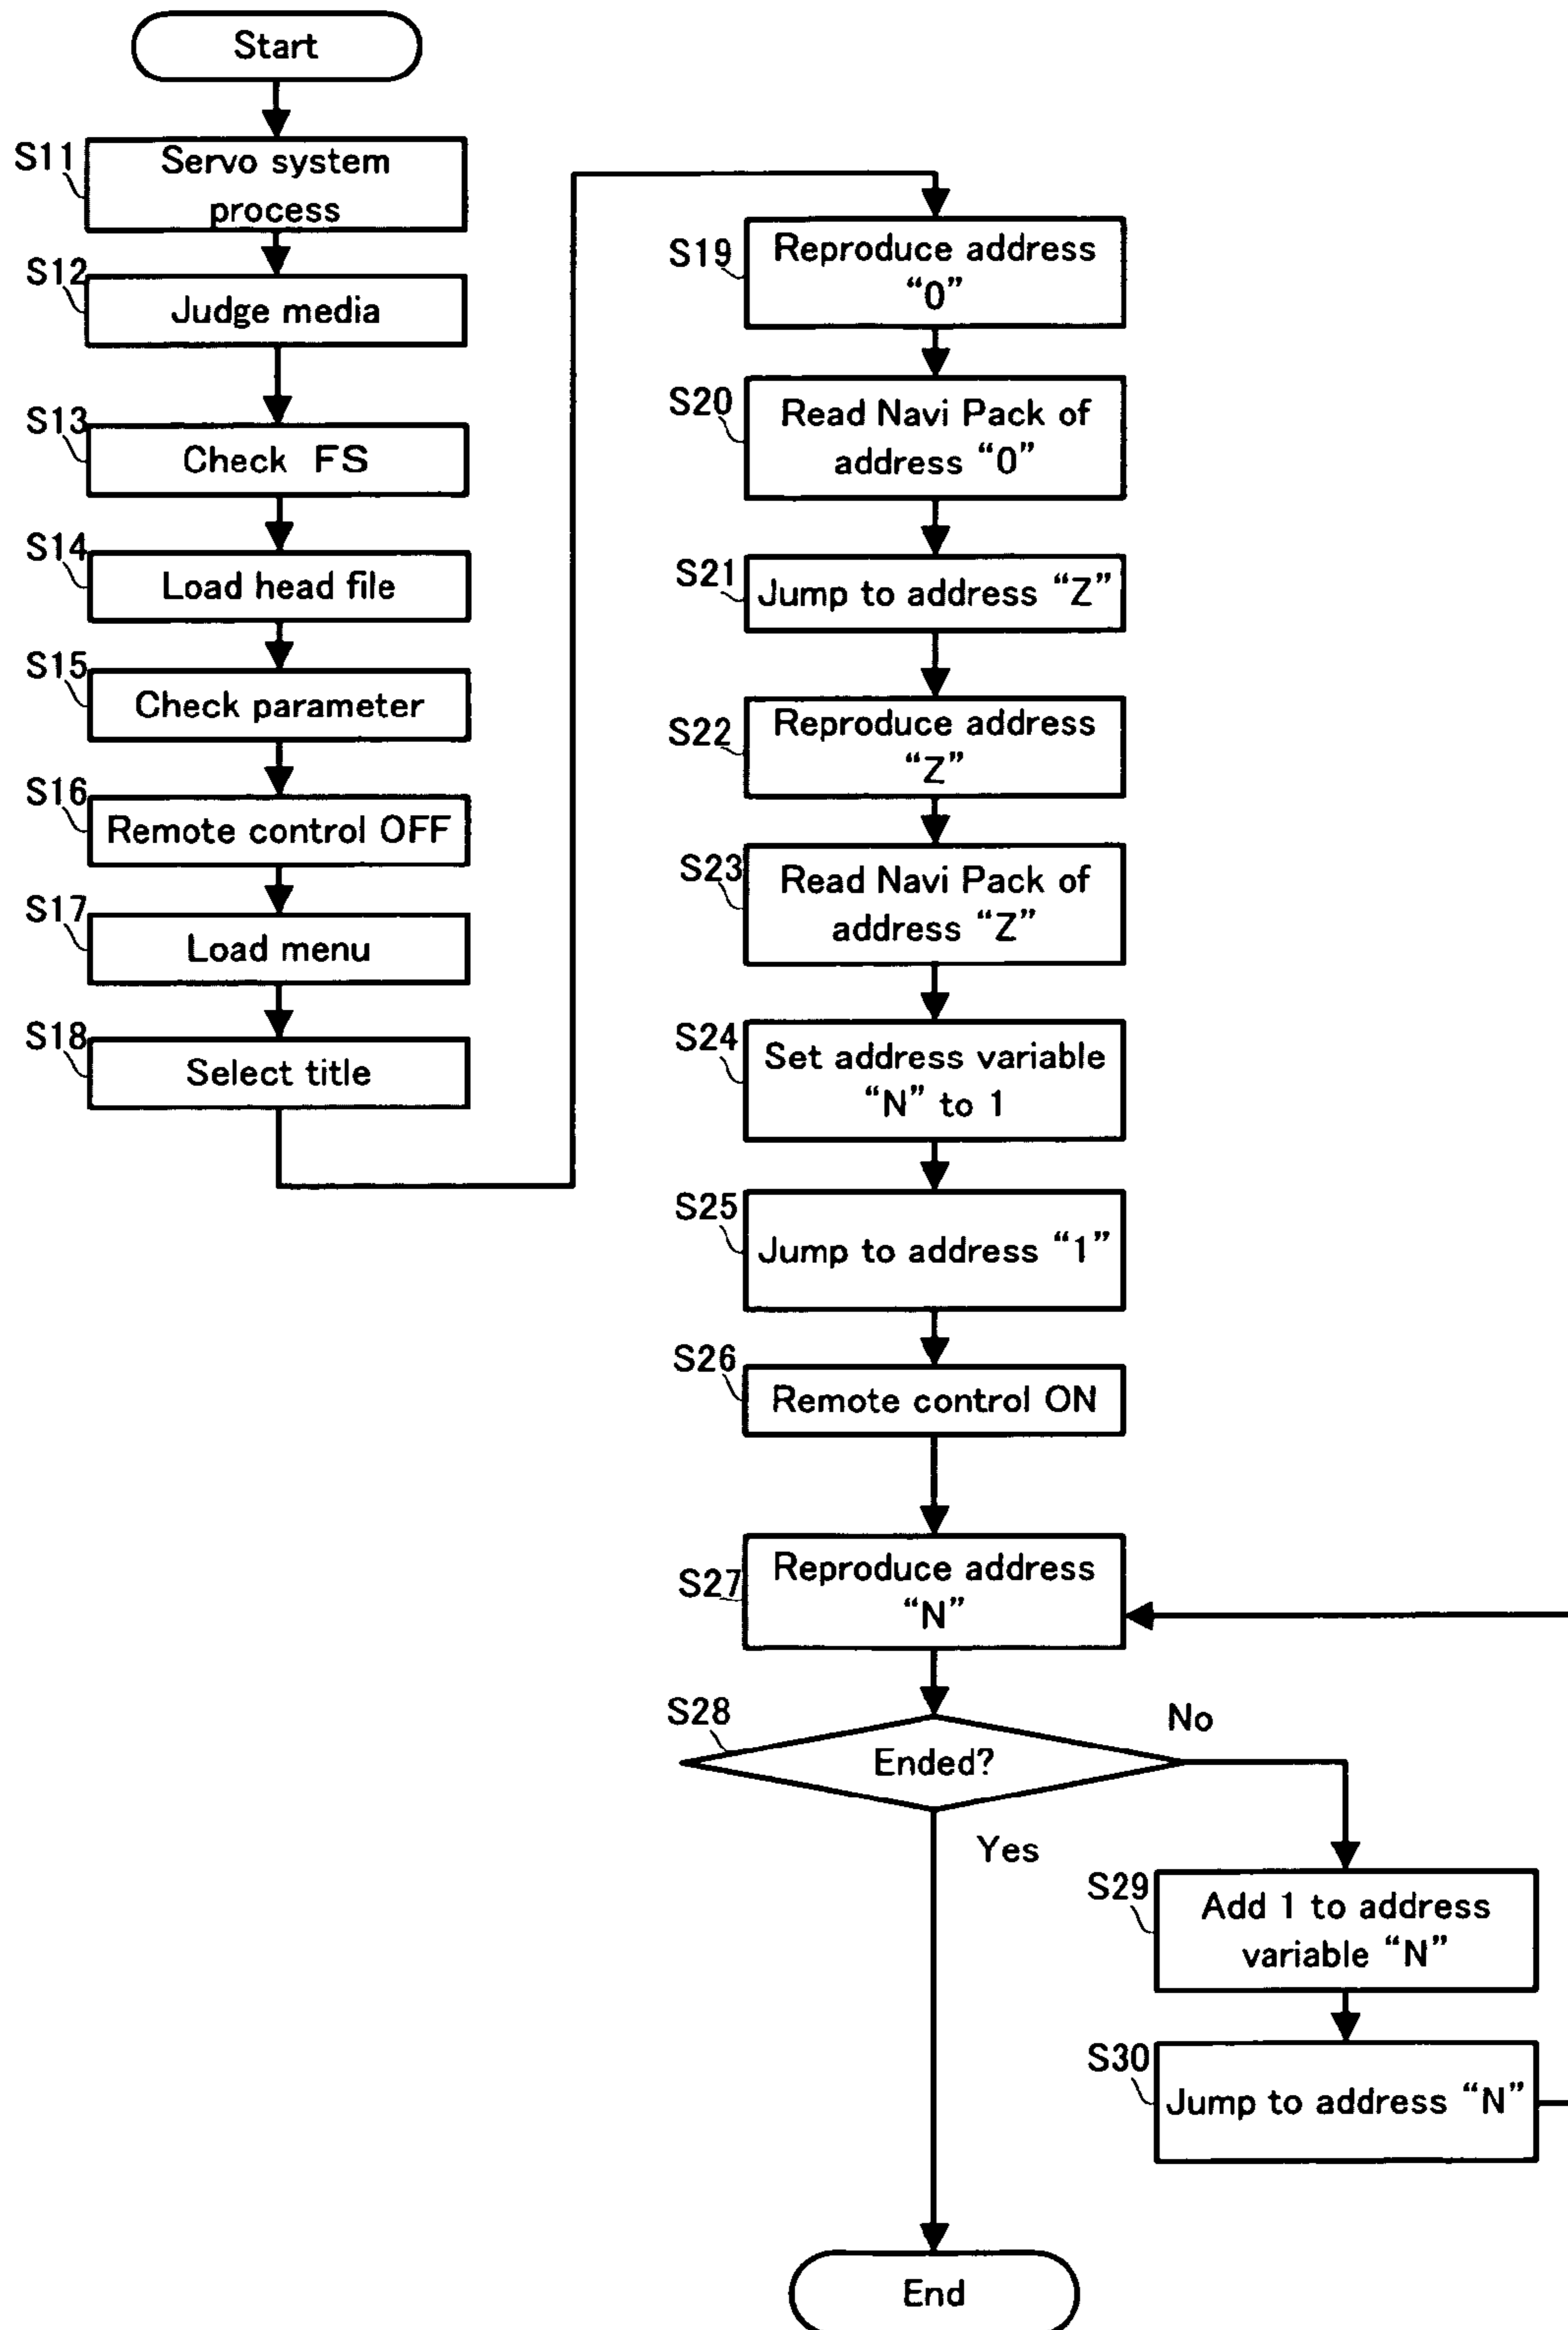 Start
S11
Servo system
process
S12
Judge media
S13
Check FS
S14
Load head file
S15
Check parameter
S16
Remote control OFF
S17
Load menu
S18
Select title
S19
Reproduce address
“0”
S20
Read Navi Pack of
address “0”
S21
Jump to address “Z”
S22
Reproduce address
“Z”
S23
Read Navi Pack of
address “Z”
S24
Set address variable
“N” to 1
S25
Jump to address “1”
S26
Remote control ON
S27
Reproduce address
“N”
S28
Ended?
No
Yes
S29
Add 1 to address
variable “N”
S30
Jump to address “N”
End